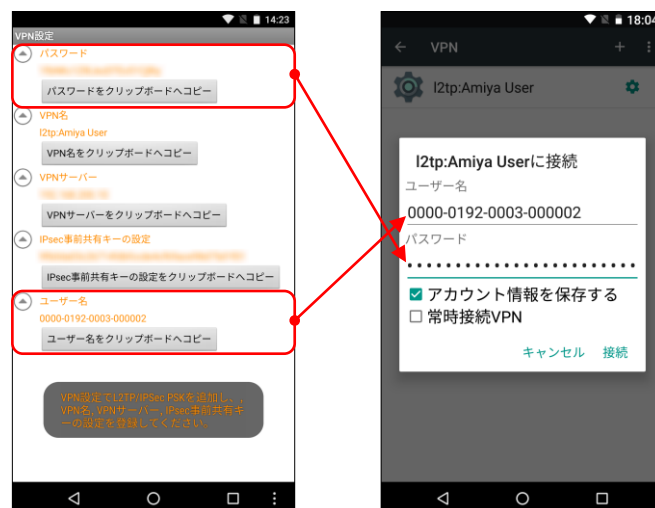 14:23
VPN設定
パスワード
パスワードをクリップボードへコピー
VPN名
l2tp:Amiya User
VPN名をクリップボードへコピー
VPNサーバー
VPNサーバーをクリップボードへコピー
IPsec事前共有キーの設定
IPsec事前共有キーの設定をクリップボードへコピー
ユーザー名
0000-0192-0003-000002
ユーザー名をクリップボードへコピー
VPN設定でL2TP/IPSec PSKを追加し、,
VPN名, VPNサーバー, IPsec事前共有キ
ーの設定を登録してください。
18:04
VPN
l2tp:Amiya User
l2tp:Amiya Userに接続
ユーザー名
0000-0192-0003-000002
パスワード
アカウント情報を保存する
常時接続VPN
キャンセル 接続